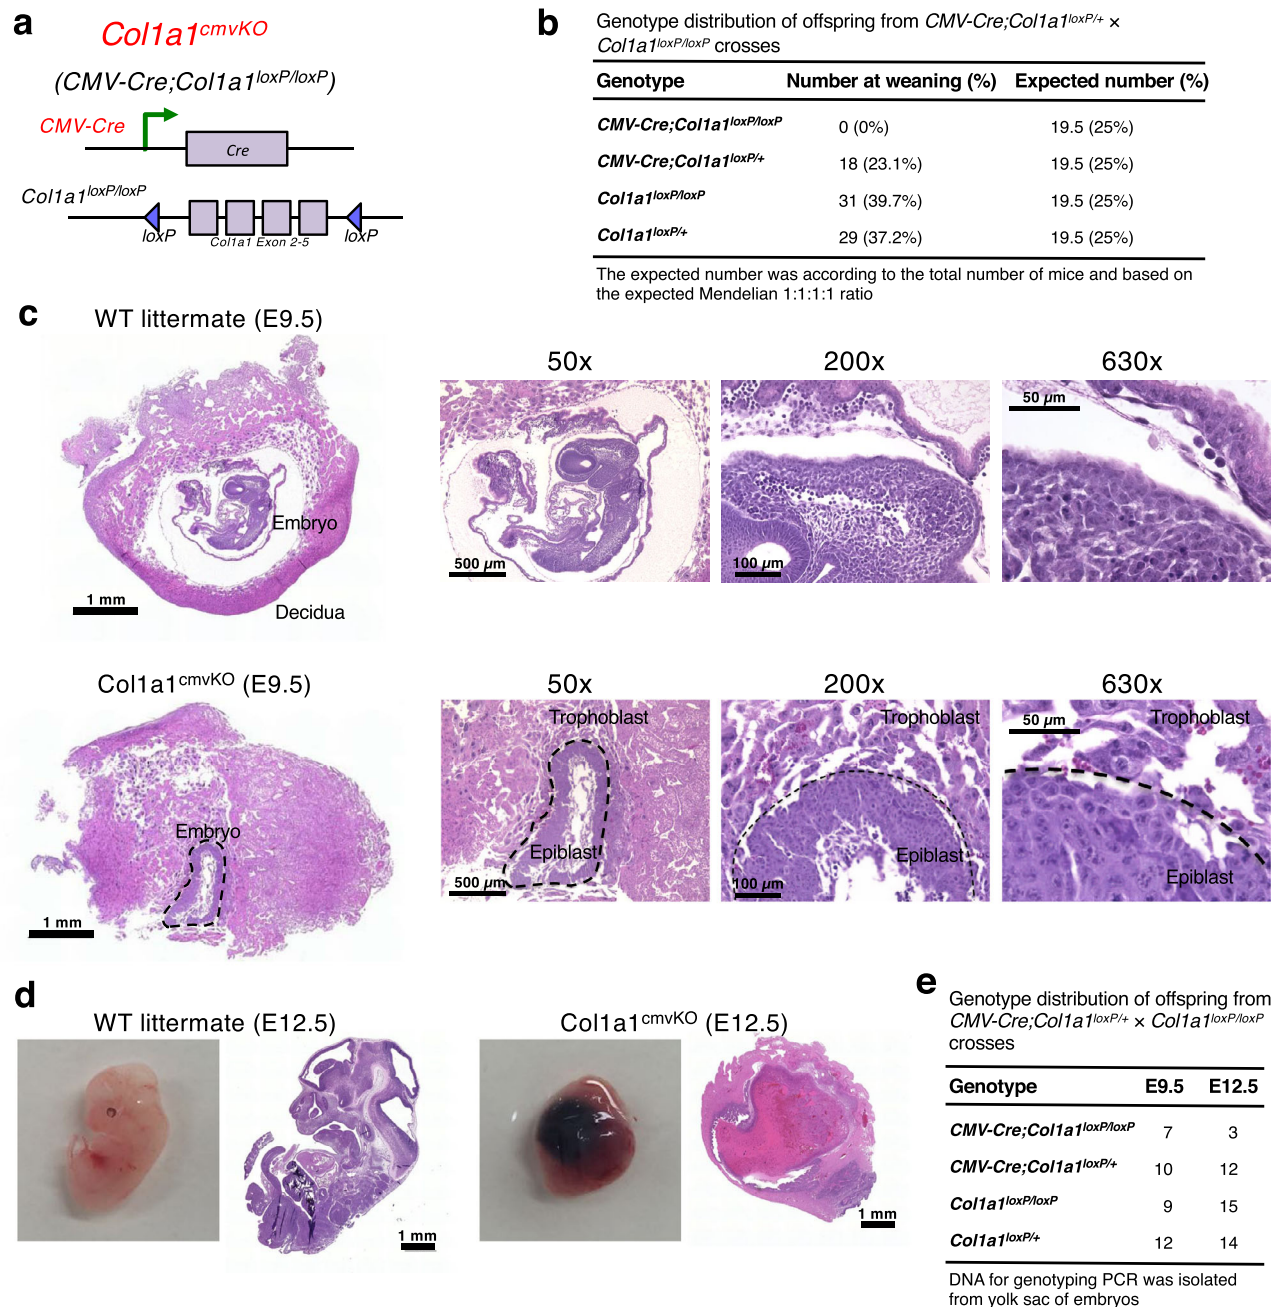 a
Col1a1cmvKO
(CMV-Cre;Col1a1loxP/loxP)
CMV-Cre
Cre
Col1a1loxP/loxP
loxP
Col1a1 Exon 2-5
loxP
b
Genotype distribution of offspring from CMV-Cre;Col1a1loxP/+ ×
Col1a1loxP/loxP crosses
Genotype Number at weaning (%) Expected number (%)
CMV-Cre;Col1a1loxP/loxP 0 (0%) 19.5 (25%)
CMV-Cre;Col1a1loxP/+ 18 (23.1%) 19.5 (25%)
Col1a1loxP/loxP 31 (39.7%) 19.5 (25%)
Col1a1loxP/+ 29 (37.2%) 19.5 (25%)
The expected number was according to the total number of mice and based on
the expected Mendelian 1:1:1:1 ratio
c
WT littermate (E9.5)
Embryo
1 mm
Decidua
50x
500 µm
200x
100 µm
630x
50 µm
Col1a1cmvKO (E9.5)
Embryo
1 mm
50x
Trophoblast
Epiblast
500 µm
200x
Trophoblast
Epiblast
100 µm
630x
50 µm
Trophoblast
Epiblast
d
WT littermate (E12.5)
1 mm
Col1a1cmvKO (E12.5)
1 mm
e
Genotype distribution of offspring from
CMV-Cre;Col1a1loxP/+ × Col1a1loxP/loxP
crosses
Genotype E9.5 E12.5
CMV-Cre;Col1a1loxP/loxP 7 3
CMV-Cre;Col1a1loxP/+ 10 12
Col1a1loxP/loxP 9 15
Col1a1loxP/+ 12 14
DNA for genotyping PCR was isolated
from yolk sac of embryos